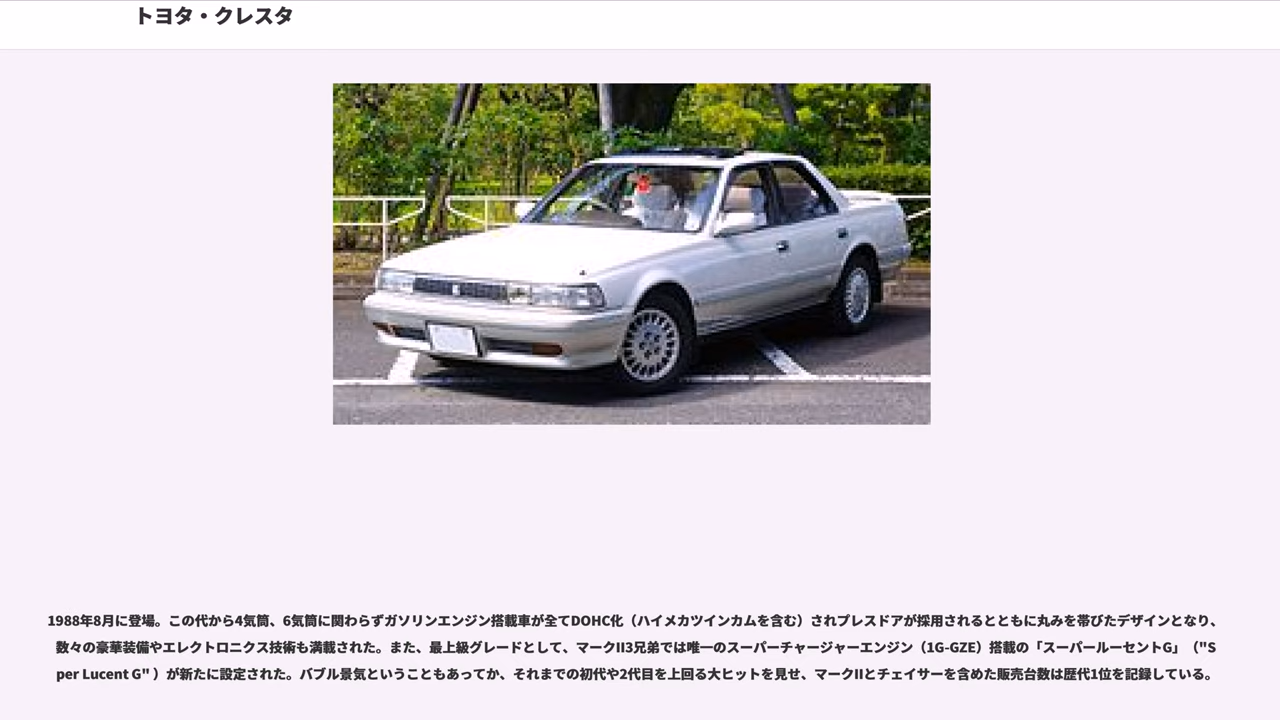 トヨタ・クレスタ
1988年8月に登場。この代から4気筒、6気筒に関わらずガソリンエンジン搭載車が全てDOHC化（ハイメカツインカムを含む）されプレスドアが採用されるとともに丸みを帯びたデザインとなり、
数々の豪華装備やエレクトロニクス技術も満載された。また、最上級グレードとして、マークII3兄弟では唯一のスーパーチャージャーエンジン（1G-GZE）搭載の「スーパールーセントG」（"S
per Lucent G" ）が新たに設定された。バブル景気ということもあってか、それまでの初代や2代目を上回る大ヒットを見せ、マークIIとチェイサーを含めた販売台数は歴代1位を記録している。